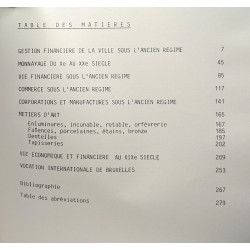 TABLE DES MATIERES
GESTION FINANCIERE DE LA VILLE SOUS L'ANCIEN REGIME 7
MONNAYAGE DU Xe AU XXe SIECLE 45
VIE FINANCIERE SOUS L'ANCIEN REGIME 85
COMMERCE SOUS L'ANCIEN REGIME 117
CORPORATIONS ET MANUFACTURES SOUS L'ANCIEN REGIME 141
METIERS D'ART 165
Enluminures, incunable, retable, orfèvrerie 167
Faïences, porcelaines, étains, bronze 185
Dentelles 197
Tapisseries 202
VIE ECONOMIQUE ET FINANCIERE AU XIXe SIECLE 209
VOCATION INTERNATIONALE DE BRUXELLES 253
Bibliographie 267
Table des abréviations 279